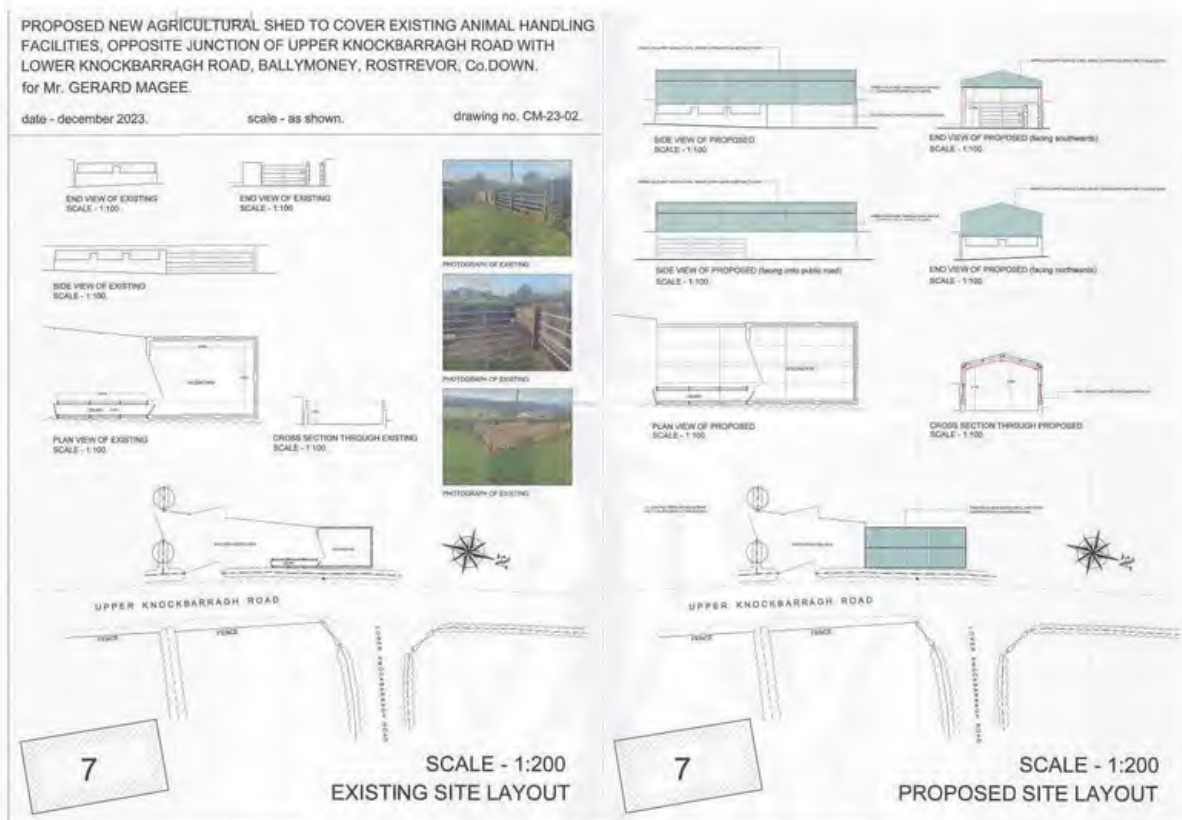 PROPOSED NEW AGRICULTURAL SHED TO COVER EXISTING ANIMAL HANDLING
FACILITIES, OPPOSITE JUNCTION OF UPPER KNOCKBARRAGH ROAD WITH
LOWER KNOCKBARRAGH ROAD, BALLYMONEY, ROSTREVOR, Co.DOWN.
for Mr. GERARD MAGEE.
date - december 2023.
scale - as shown.
drawing no. CM-23-02.
END VIEW OF EXISTING
SCALE - 1:100
END VIEW OF EXISTING
SCALE - 1:100
PHOTOGRAPH OF EXISTING
SIDE VIEW OF EXISTING
SCALE - 1:100.
PHOTOGRAPH OF EXISTING
PLAN VIEW OF EXISTING
SCALE - 1:100.
CROSS SECTION THROUGH EXISTING
SCALE - 1:100
PHOTOGRAPH OF EXISTING
UPPER KNOCKBARRAGH ROAD
FENCE
FENCE
LOWER KNOCKBARRAGH ROAD
7
SCALE - 1:200
EXISTING SITE LAYOUT
SIDE VIEW OF PROPOSED
SCALE - 1:100
END VIEW OF PROPOSED (facing southwards)
SCALE - 1:100
SIDE VIEW OF PROPOSED (facing onto public road)
SCALE - 1:100.
END VIEW OF PROPOSED (facing northwards)
SCALE - 1:100
PLAN VIEW OF PROPOSED
SCALE - 1:100
CROSS SECTION THROUGH PROPOSED
SCALE - 1:100.
UPPER KNOCKBARRAGH ROAD
FENCE
FENCE
LOWER KNOCKBARRAGH ROAD
7
SCALE - 1:200
PROPOSED SITE LAYOUT